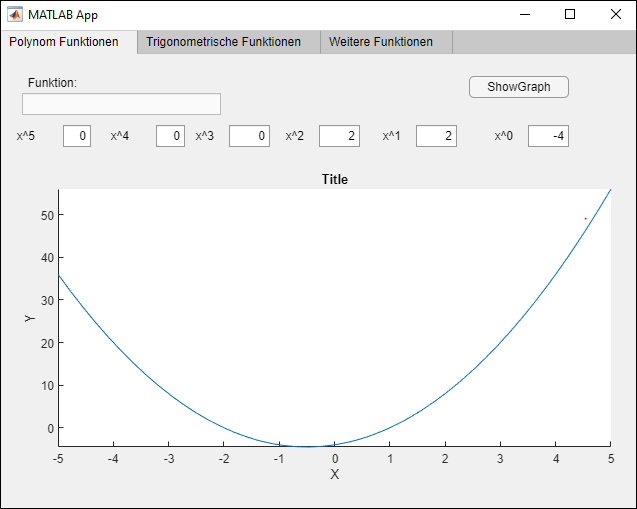 MATLAB App
Polynom Funktionen Trigonometrische Funktionen Weitere Funktionen
Funktion:
ShowGraph
x^5 0 x^4 0 x^3 0 x^2 2 x^1 2 x^0 -4
Title
50
40
30
20
10
0
Y
-5 -4 -3 -2 -1 0 1 2 3 4 5
X